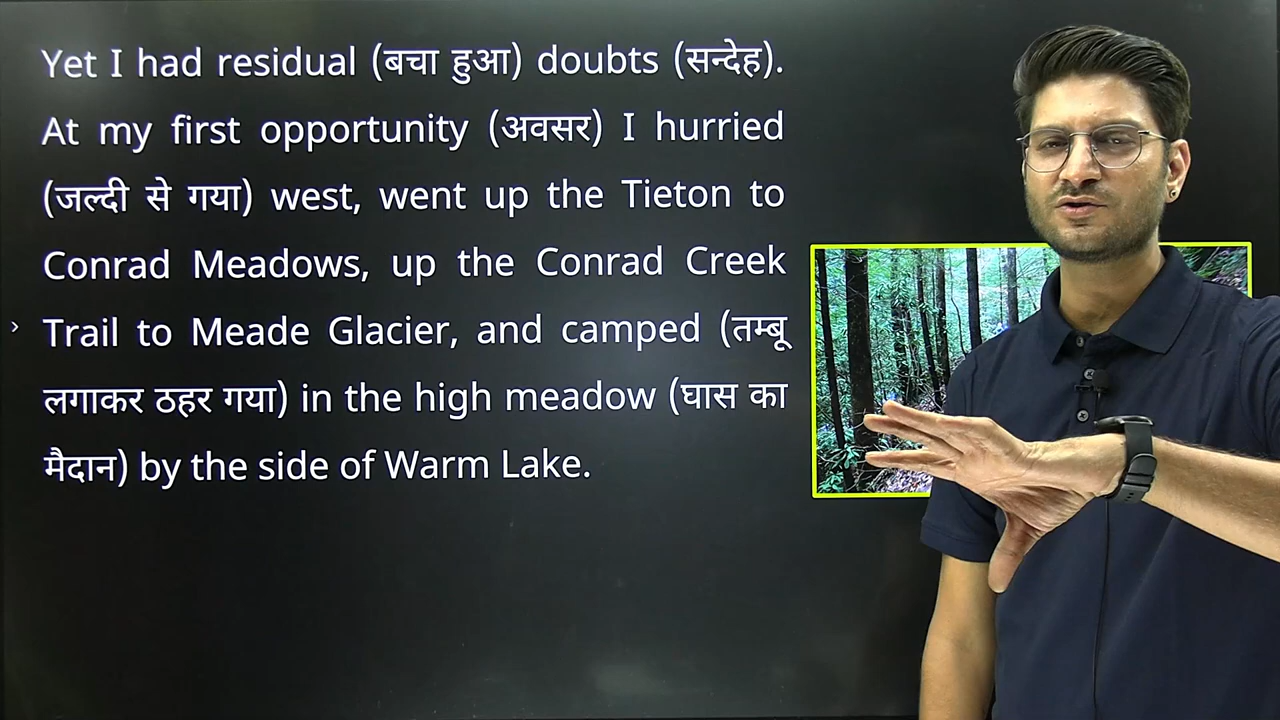 Yet I had residual (बचा हुआ) doubts (सन्देह).
At my first opportunity (अवसर) I hurried
(जल्दी से गया) west, went up the Tieton to
Conrad Meadows, up the Conrad Creek
Trail to Meade Glacier, and camped (तम्बू
लगाकर ठहर गया) in the high meadow (घास का
मैदान) by the side of Warm Lake.